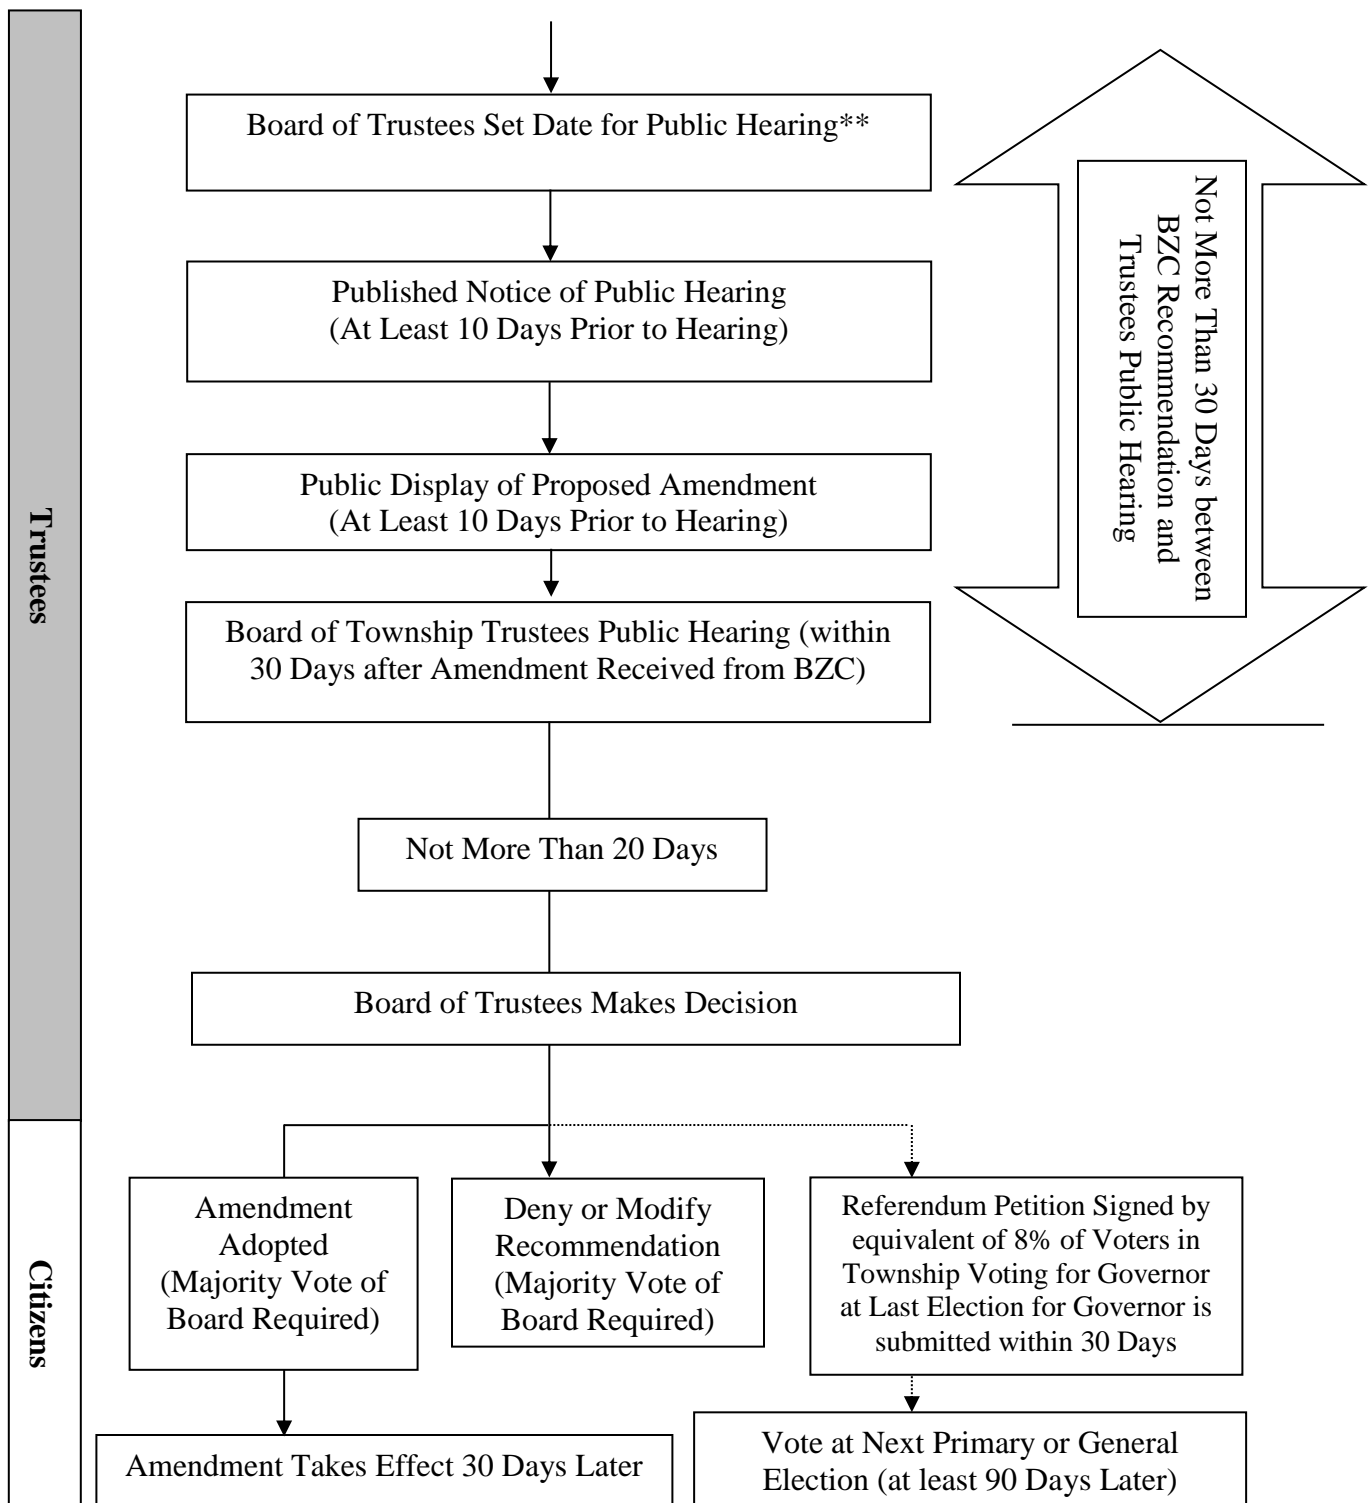 Board of Trustees Set Date for Public Hearing**
Published Notice of Public Hearing
(At Least 10 Days Prior to Hearing)
Public Display of Proposed Amendment
(At Least 10 Days Prior to Hearing)
Board of Township Trustees Public Hearing (within
30 Days after Amendment Received from BZC)
Not More Than 30 Days between
BZC Recommendation and
Trustees Public Hearing
Trustees
Not More Than 20 Days
Board of Trustees Makes Decision
Citizens
Amendment
Adopted
(Majority Vote of
Board Required)
Deny or Modify
Recommendation
(Majority Vote of
Board Required)
Referendum Petition Signed by
equivalent of 8% of Voters in
Township Voting for Governor
at Last Election for Governor is
submitted within 30 Days
Amendment Takes Effect 30 Days Later
Vote at Next Primary or General
Election (at least 90 Days Later)